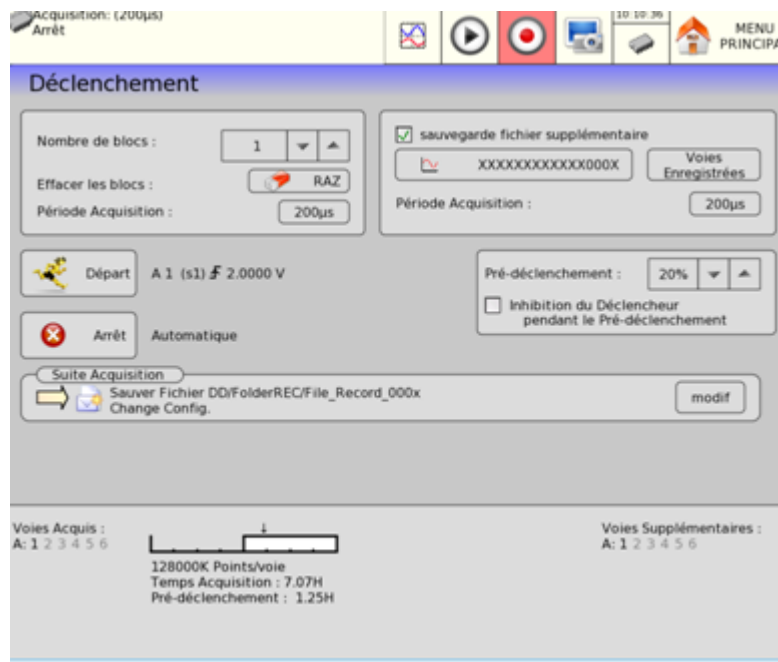 Acquisition: (200µs)
Arrêt
10:10:36
MENU
PRINCIPA
Déclenchement
Nombre de blocs :
1
Effacer les blocs :
RAZ
Période Acquisition :
200µs
sauvegarde fichier supplémentaire
XXXXXXXXXXXX000X
Voies
Enregistrées
Période Acquisition :
200µs
Départ
A 1 (s1) 2.0000 V
Pré-déclenchement :
20%
Inhibition du Déclencheur
pendant le Pré-déclenchement
Arrêt
Automatique
Suite Acquisition
Sauver Fichier DD/FolderREC/File_Record_000x
Change Config.
modif
Voies Acquis :
A: 1 2 3 4 5 6
128000K Points/voie
Temps Acquisition : 7.07H
Pré-déclenchement : 1.25H
Voies Supplémentaires :
A: 1 2 3 4 5 6